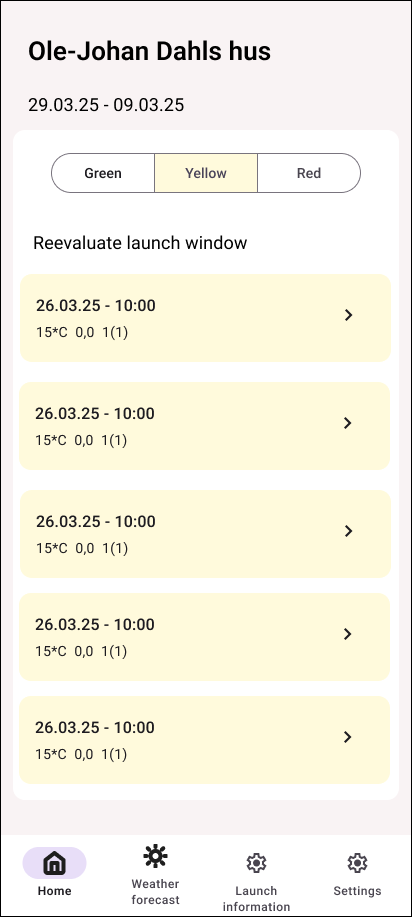 Ole-Johan Dahls hus
29.03.25 - 09.03.25
Green Yellow Red
Reevaluate launch window
26.03.25 - 10:00
15*C 0,0 1(1)
26.03.25 - 10:00
15*C 0,0 1(1)
26.03.25 - 10:00
15*C 0,0 1(1)
26.03.25 - 10:00
15*C 0,0 1(1)
26.03.25 - 10:00
15*C 0,0 1(1)
Home
Weather
forecast
Launch
information
Settings